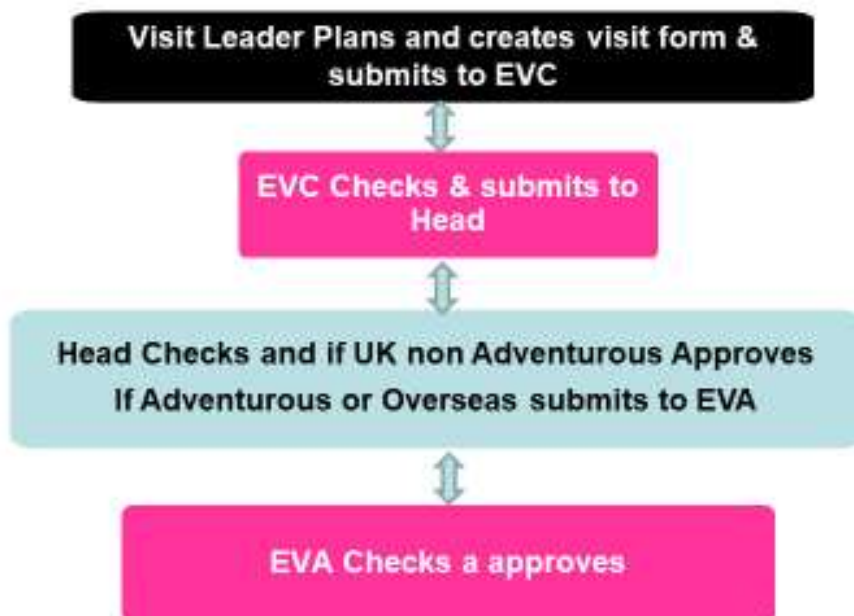 Visit Leader Plans and creates visit form &
submits to EVC
EVC Checks & submits to
Head
Head Checks and if UK non Adventurous Approves
If Adventurous or Overseas submits to EVA
EVA Checks a approves